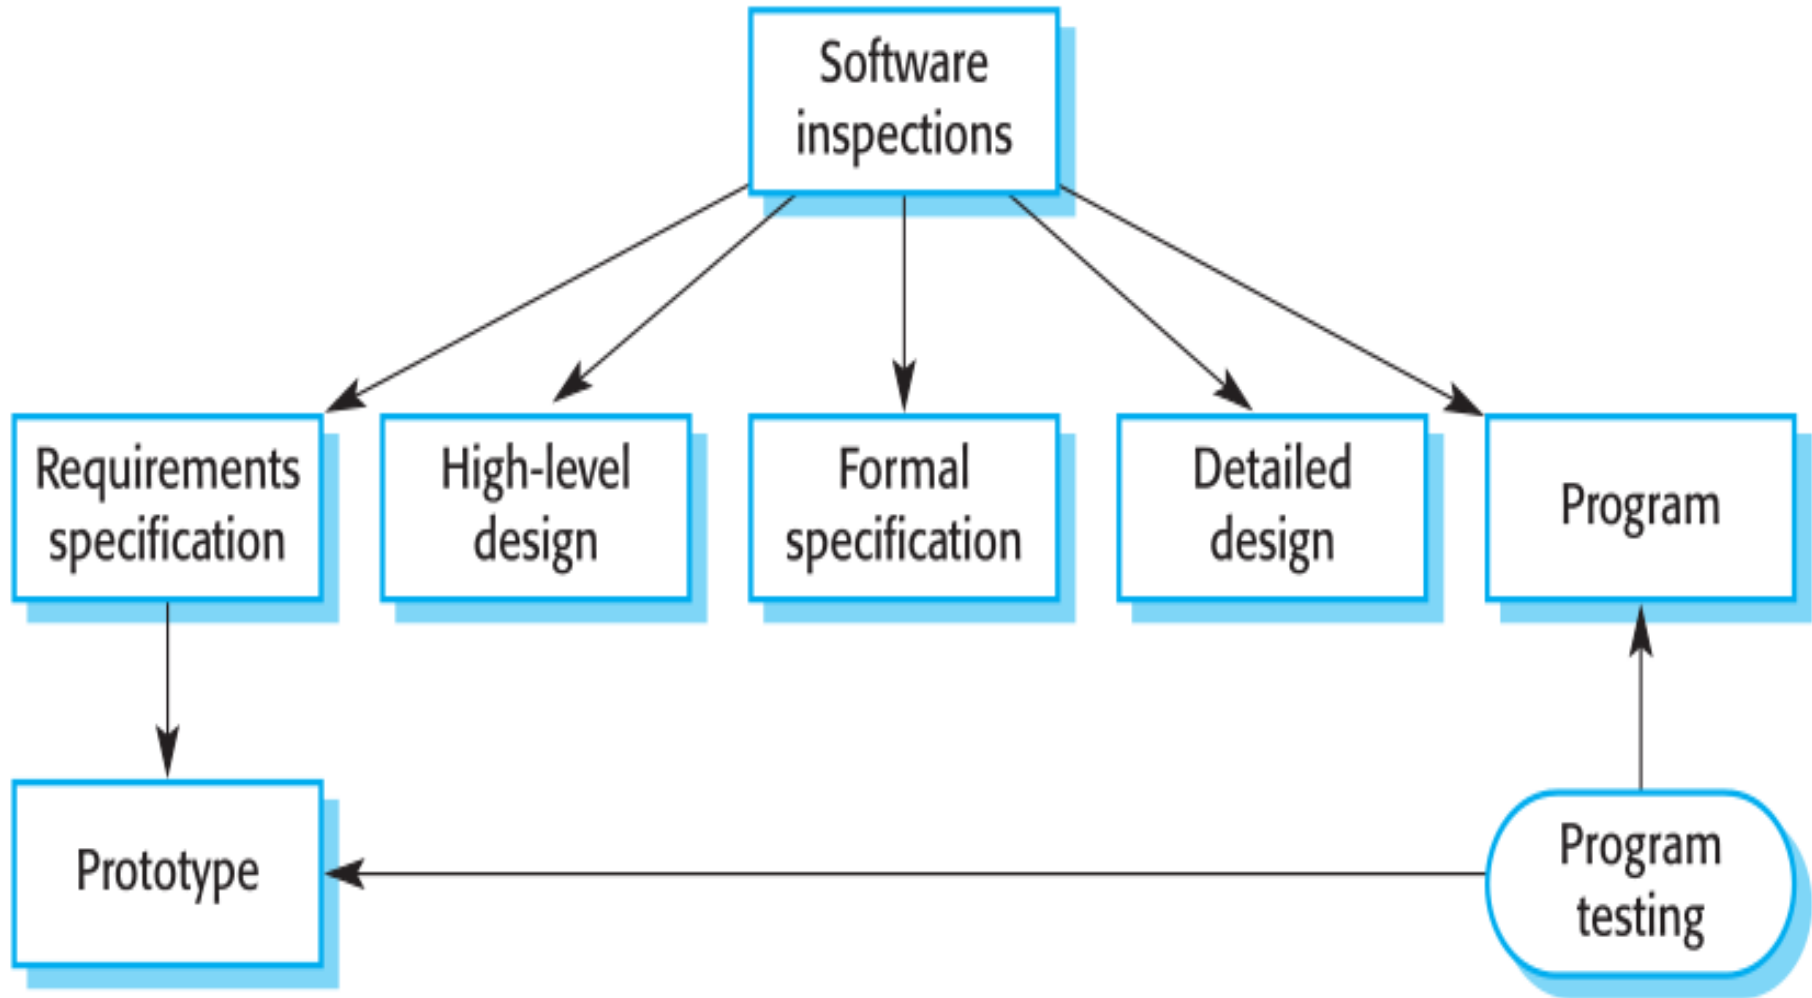 Software
inspections
Requirements
specification
High-level
design
Formal
specification
Detailed
design
Program
Prototype
Program
testing